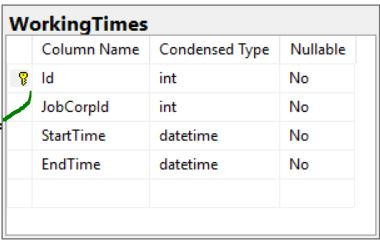 WorkingTimes
Column Name Condensed Type Nullable
Id int No
JobCorpId int No
StartTime datetime No
EndTime datetime No